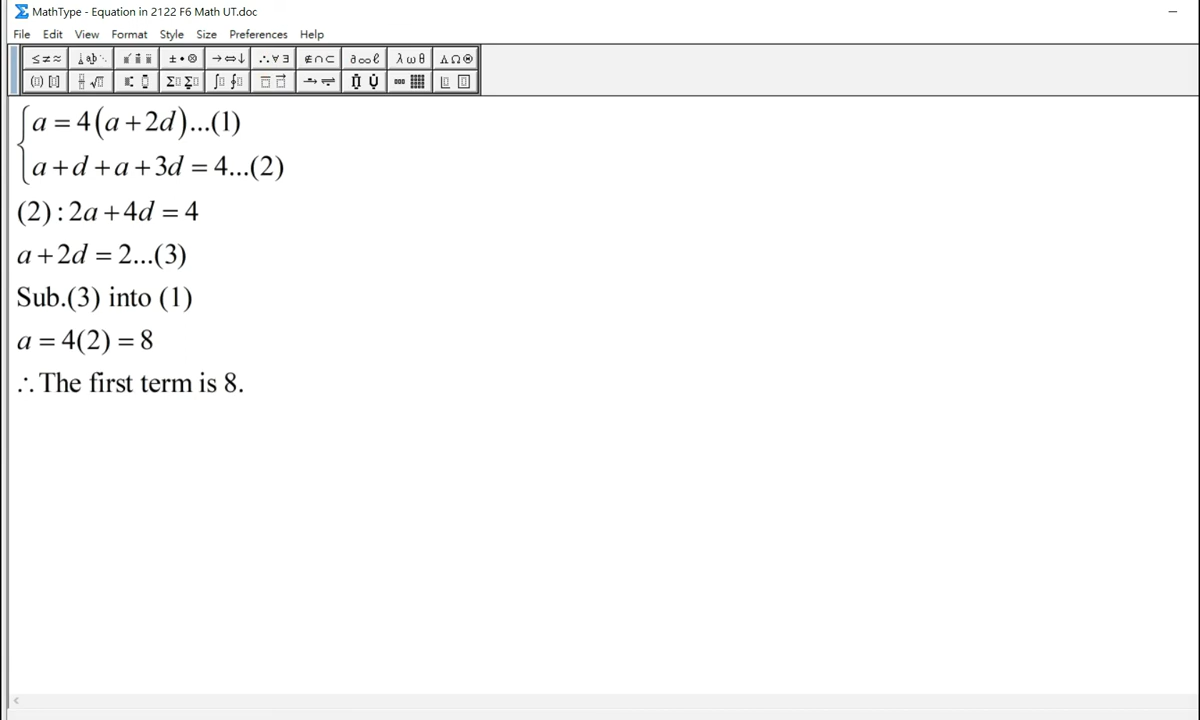 MathType - Equation in 2122 F6 Math UT.doc
File Edit View Format Style Size Preferences Help
≤≠≈ ±•⊗ →⇔↓ ∴∀∃ ∉∩⊂ ∂∞ℓ λωθ ΛΩ⊛
a = 4(a + 2d)...(1)
a + d + a + 3d = 4...(2)
(2) : 2a + 4d = 4
a + 2d = 2...(3)
Sub.(3) into (1)
a = 4(2) = 8
∴ The first term is 8.